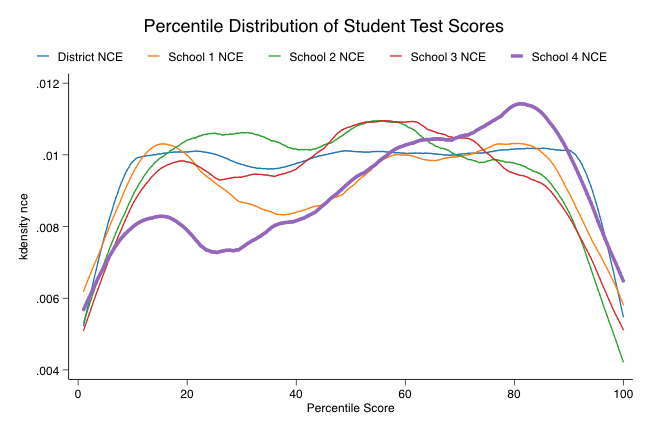 Percentile Distribution of Student Test Scores
District NCE School 1 NCE School 2 NCE School 3 NCE School 4 NCE
.012
.01
.008
.006
.004
kdensity nce
0 20 40 60 80 100
Percentile Score